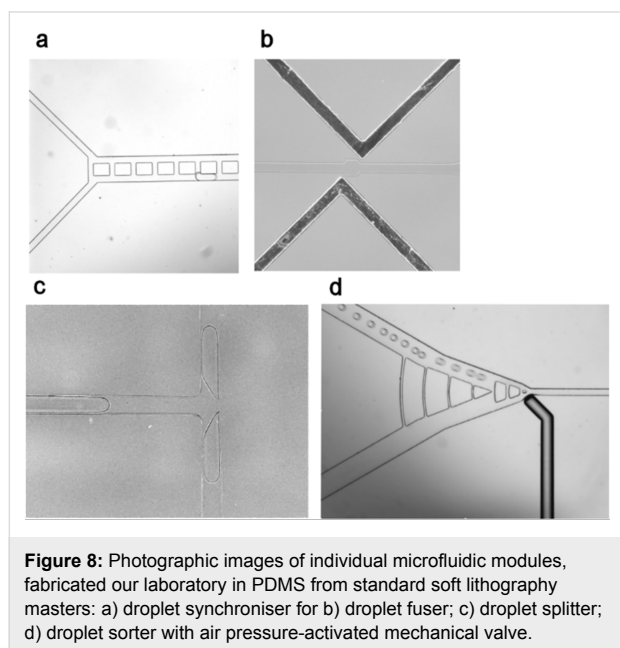 a
b
c
d
Figure 8: Photographic images of individual microfluidic modules,
fabricated our laboratory in PDMS from standard soft lithography
masters: a) droplet synchroniser for b) droplet fuser; c) droplet splitter;
d) droplet sorter with air pressure-activated mechanical valve.